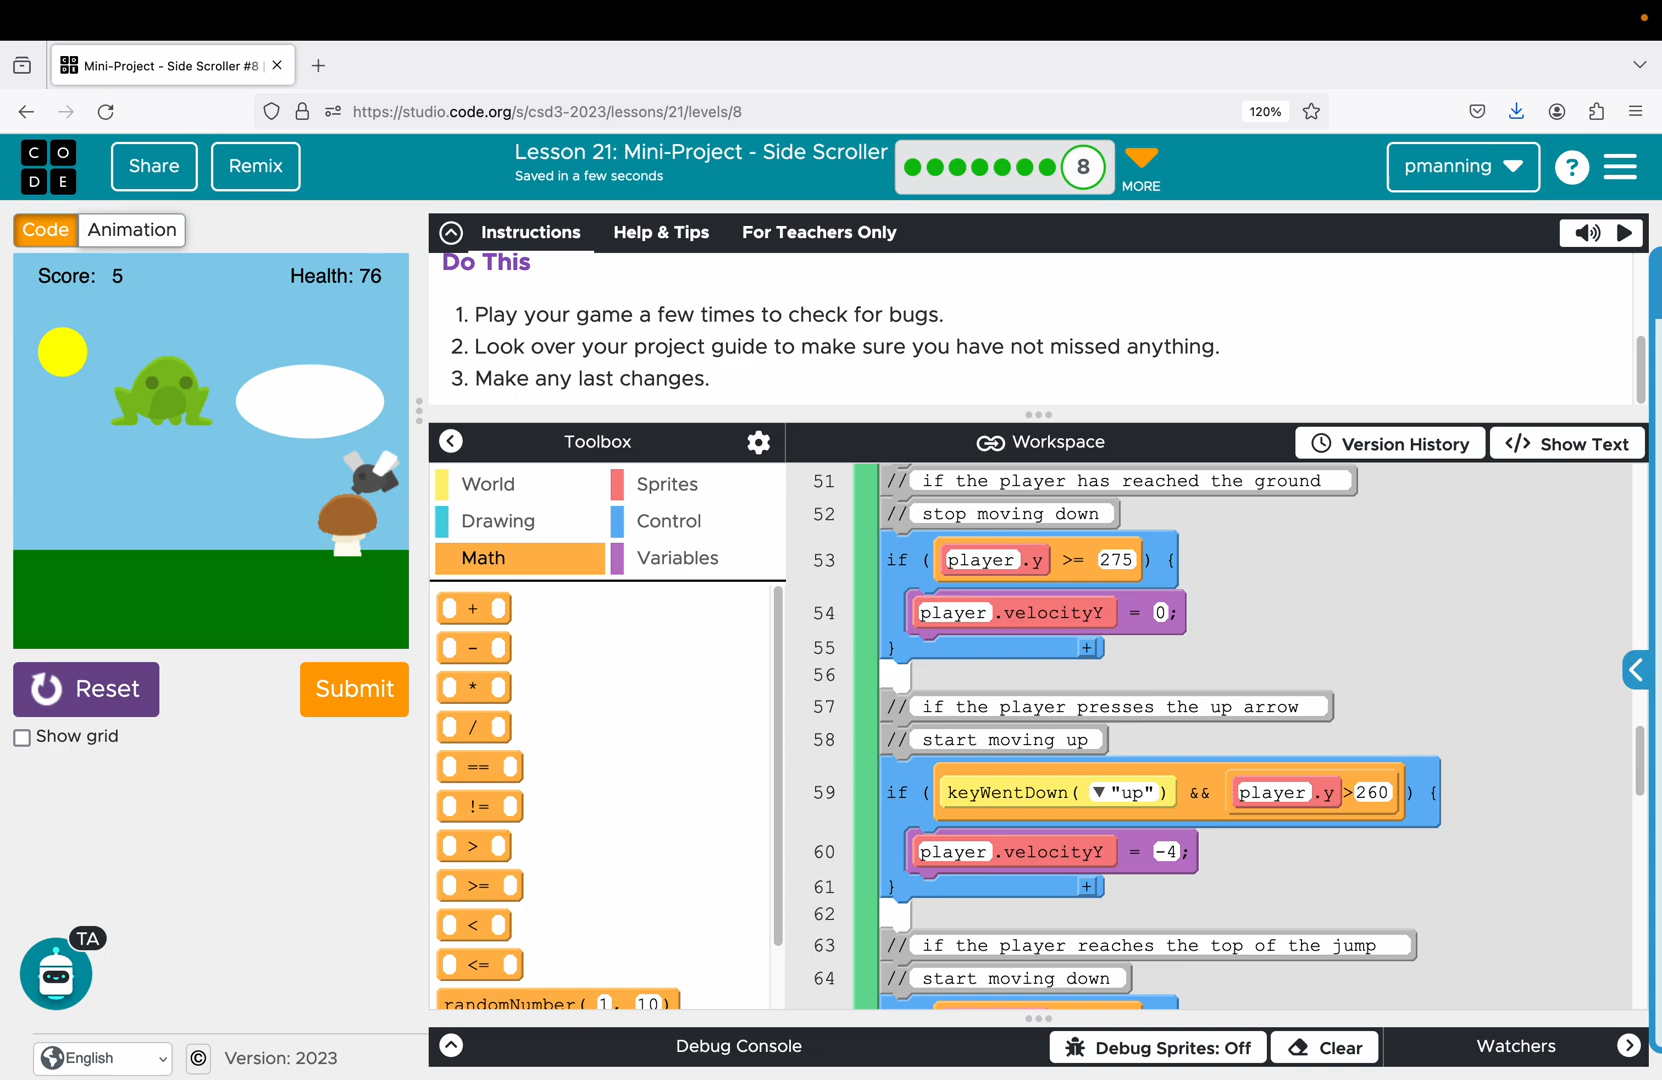 Mini-Project - Side Scroller #8
https://studio.code.org/s/csd3-2023/lessons/21/levels/8
120%
C O
D E
Share
Remix
Lesson 21: Mini-Project - Side Scroller
Saved in a few seconds
8
MORE
pmanning
?
Code
Animation
Instructions
Help & Tips
For Teachers Only
Score: 5
Health: 76
Do This
1. Play your game a few times to check for bugs.
2. Look over your project guide to make sure you have not missed anything.
3. Make any last changes.
Toolbox
Workspace
Version History
</> Show Text
World
Sprites
Drawing
Control
Math
Variables
+
-
*
/
==
!=
>
>=
<
<=
randomNumber( 1, 10)
51 // if the player has reached the ground
52 // stop moving down
53 if ( player.y >= 275 ) {
54 player.velocityY = 0;
55 } +
56
57 // if the player presses the up arrow
58 // start moving up
59 if ( keyWentDown( ▼"up") && player.y>260 ) {
60 player.velocityY = -4;
61 } +
62
63 // if the player reaches the top of the jump
64 // start moving down
Reset
Submit
Show grid
TA
English
©
Version: 2023
Debug Console
Debug Sprites: Off
Clear
Watchers